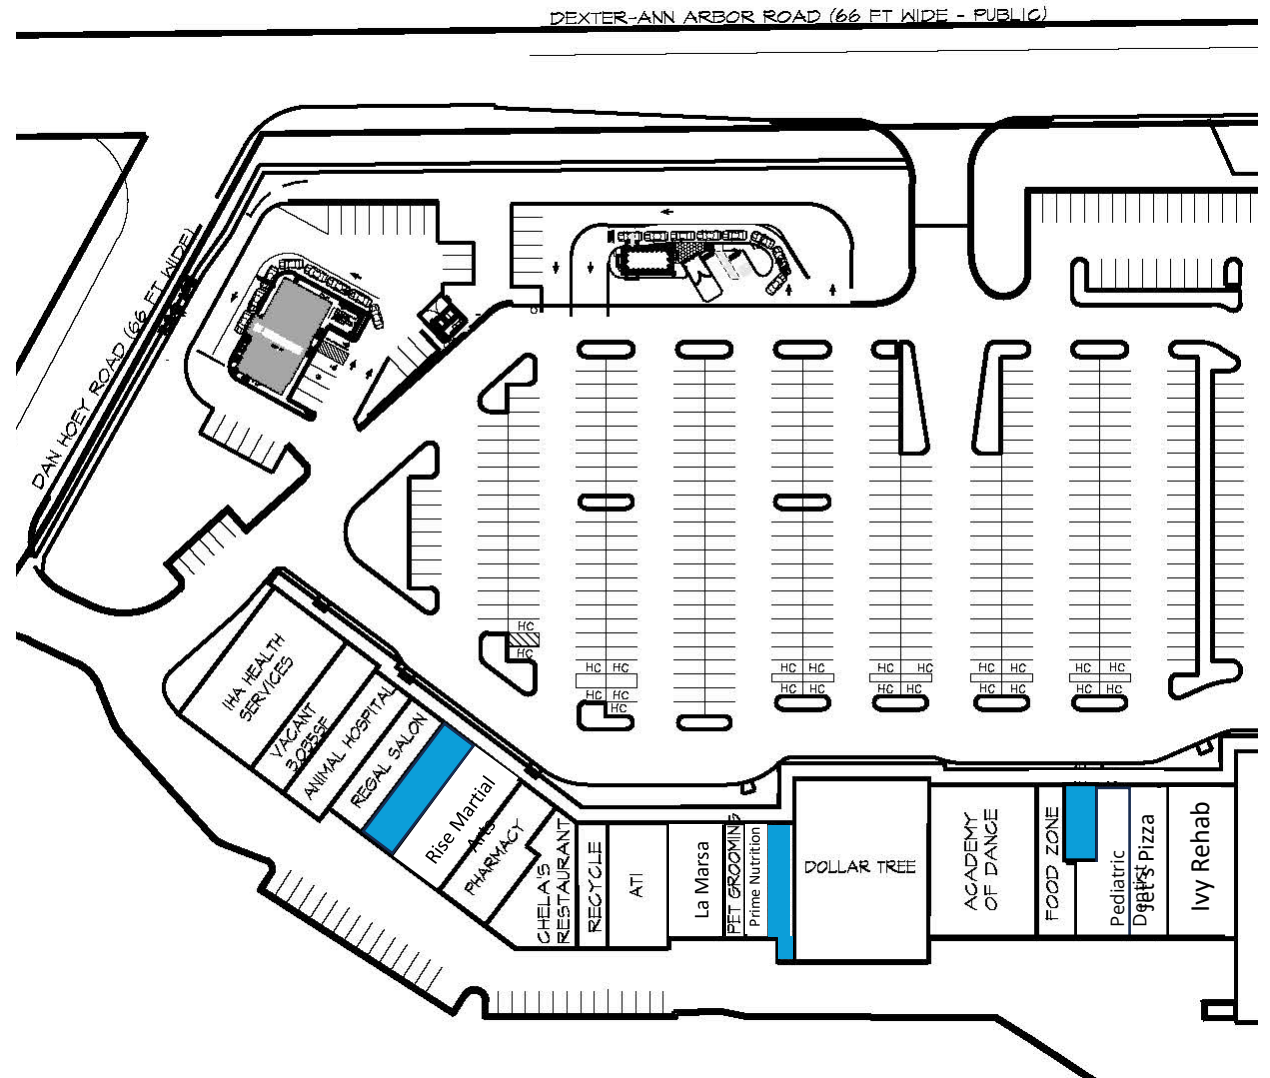 DEXTER-ANN ARBOR ROAD (66 FT WIDE - PUBLIC)
DAN HOEY ROAD (66 FT WIDE)
HC
HC
HC HC
HC HC
HC
HC HC
HC HC
HC HC
HC HC
HC HC
HC HC
HC HC
HC HC
IHA HEALTH
SERVICES
VACANT
3,035SF
ANIMAL HOSPITAL
REGAL SALON
Rise Martial
Arts
PHARMACY
CHELA'S
RESTAURANT
RECYCLE
ATI
La Marsa
PET GROOMING
Prime Nutrition
DOLLAR TREE
ACADEMY
OF DANCE
FOOD ZONE
Pediatric
Dentist
Jet's Pizza
Ivy Rehab